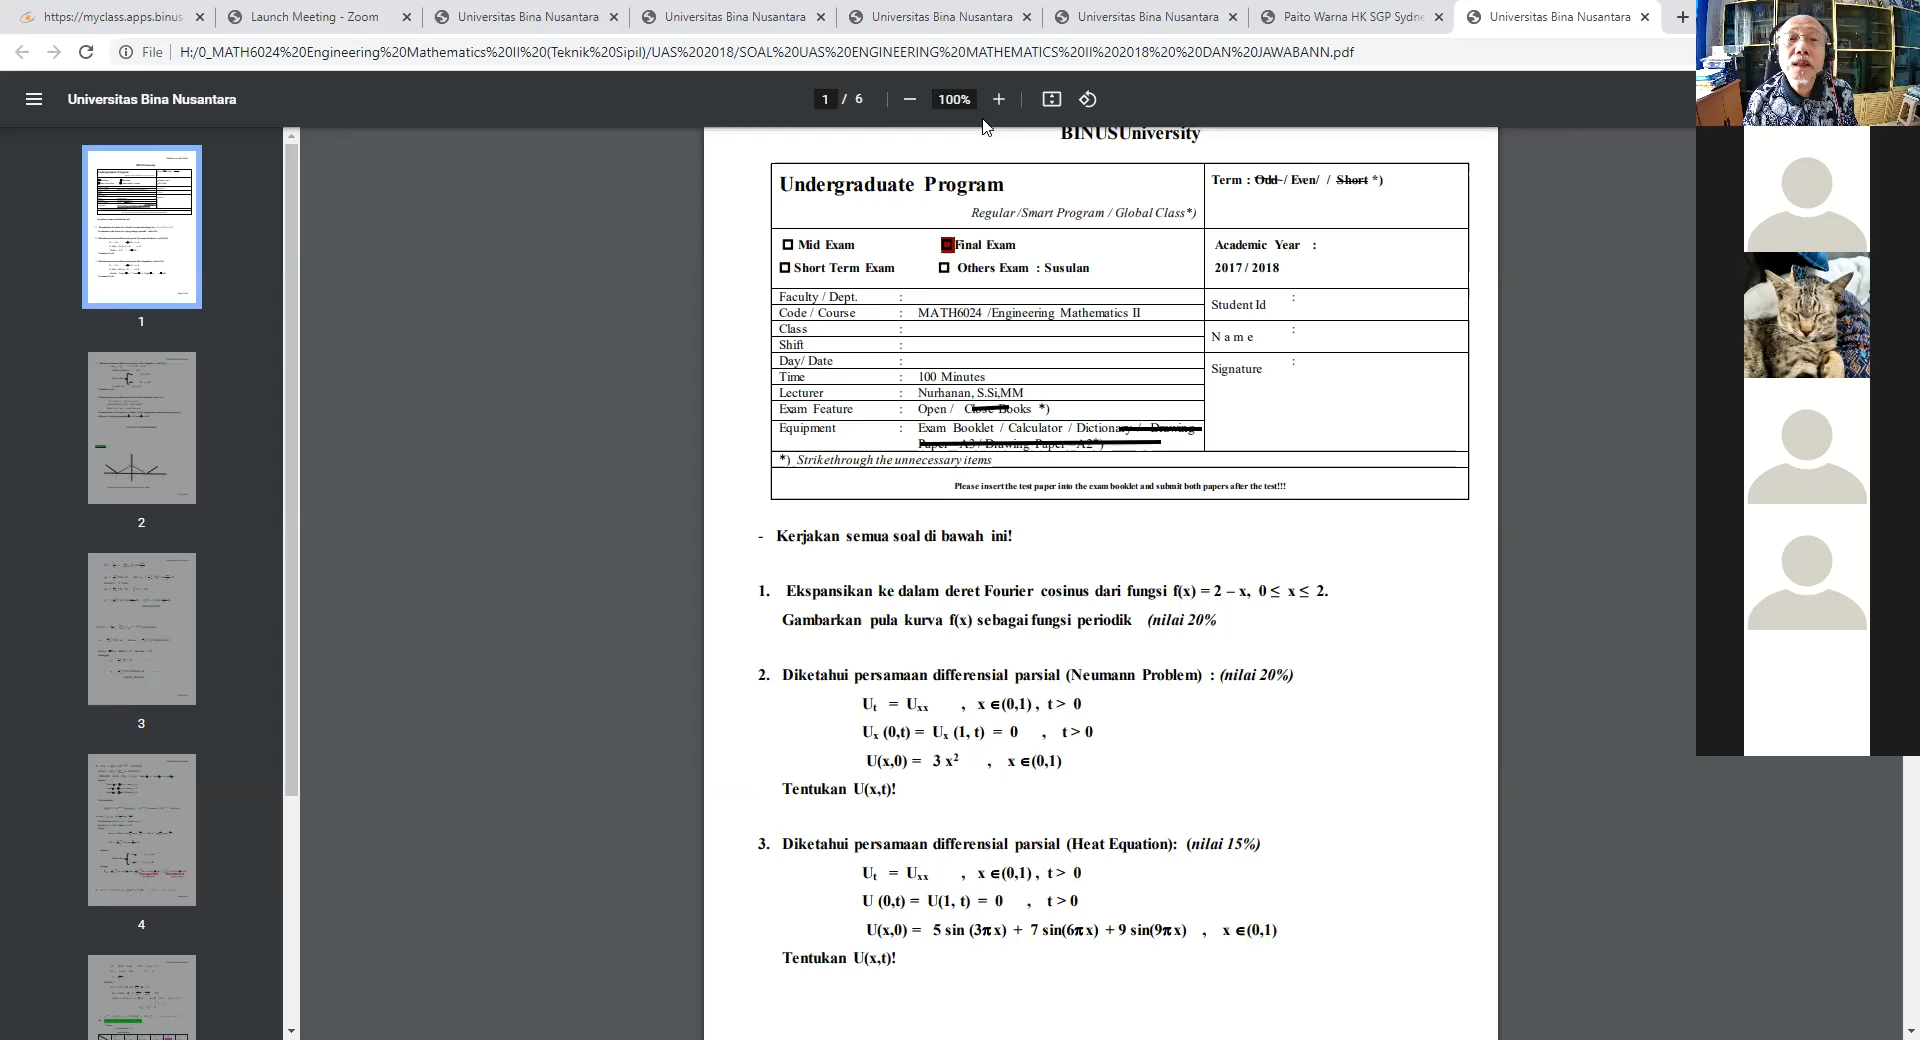 https://myclass.apps.binus
Launch Meeting - Zoom
Universitas Bina Nusantara
Universitas Bina Nusantara
Universitas Bina Nusantara
Universitas Bina Nusantara
Paito Warna HK SGP Sydne
Universitas Bina Nusantara
File
H:/0_MATH6024%20Engineering%20Mathematics%20II%20(Teknik%20Sipil)/UAS%202018/SOAL%20UAS%20ENGINEERING%20MATHEMATICS%20II%202018%20%20DAN%20JAWABANN.pdf
Universitas Bina Nusantara
1 / 6
100%
1
2
3
4
BINUSUniversity
Undergraduate Program
Regular /Smart Program / Global Class*)
Term : Odd / Even/ / Short *)
Mid Exam
Final Exam
Short Term Exam
Others Exam : Susulan
Academic Year :
2017 / 2018
Faculty / Dept. :
Code / Course : MATH6024 /Engineering Mathematics II
Class :
Shift :
Day/ Date :
Time : 100 Minutes
Lecturer : Nurhanan, S.Si,MM
Exam Feature : Open / Close Books *)
Equipment : Exam Booklet / Calculator / Dictionary / Drawing
Paper A3 / Drawing Paper A2*)
Student Id :
N a m e :
Signature :
*) Strikethrough the unnecessary items
Please insert the test paper into the exam booklet and submit both papers after the test!!!
- Kerjakan semua soal di bawah ini!
1. Ekspansikan ke dalam deret Fourier cosinus dari fungsi f(x) = 2 – x, 0 ≤ x ≤ 2.
Gambarkan pula kurva f(x) sebagai fungsi periodik (nilai 20%
2. Diketahui persamaan differensial parsial (Neumann Problem) : (nilai 20%)
Uₜ = Uₓₓ , x ∈(0,1) , t > 0
Uₓ (0,t) = Uₓ (1, t) = 0 , t > 0
U(x,0) = 3 x² , x ∈(0,1)
Tentukan U(x,t)!
3. Diketahui persamaan differensial parsial (Heat Equation): (nilai 15%)
Uₜ = Uₓₓ , x ∈(0,1) , t > 0
U (0,t) = U(1, t) = 0 , t > 0
U(x,0) = 5 sin (3π x) + 7 sin(6π x) + 9 sin(9π x) , x ∈(0,1)
Tentukan U(x,t)!